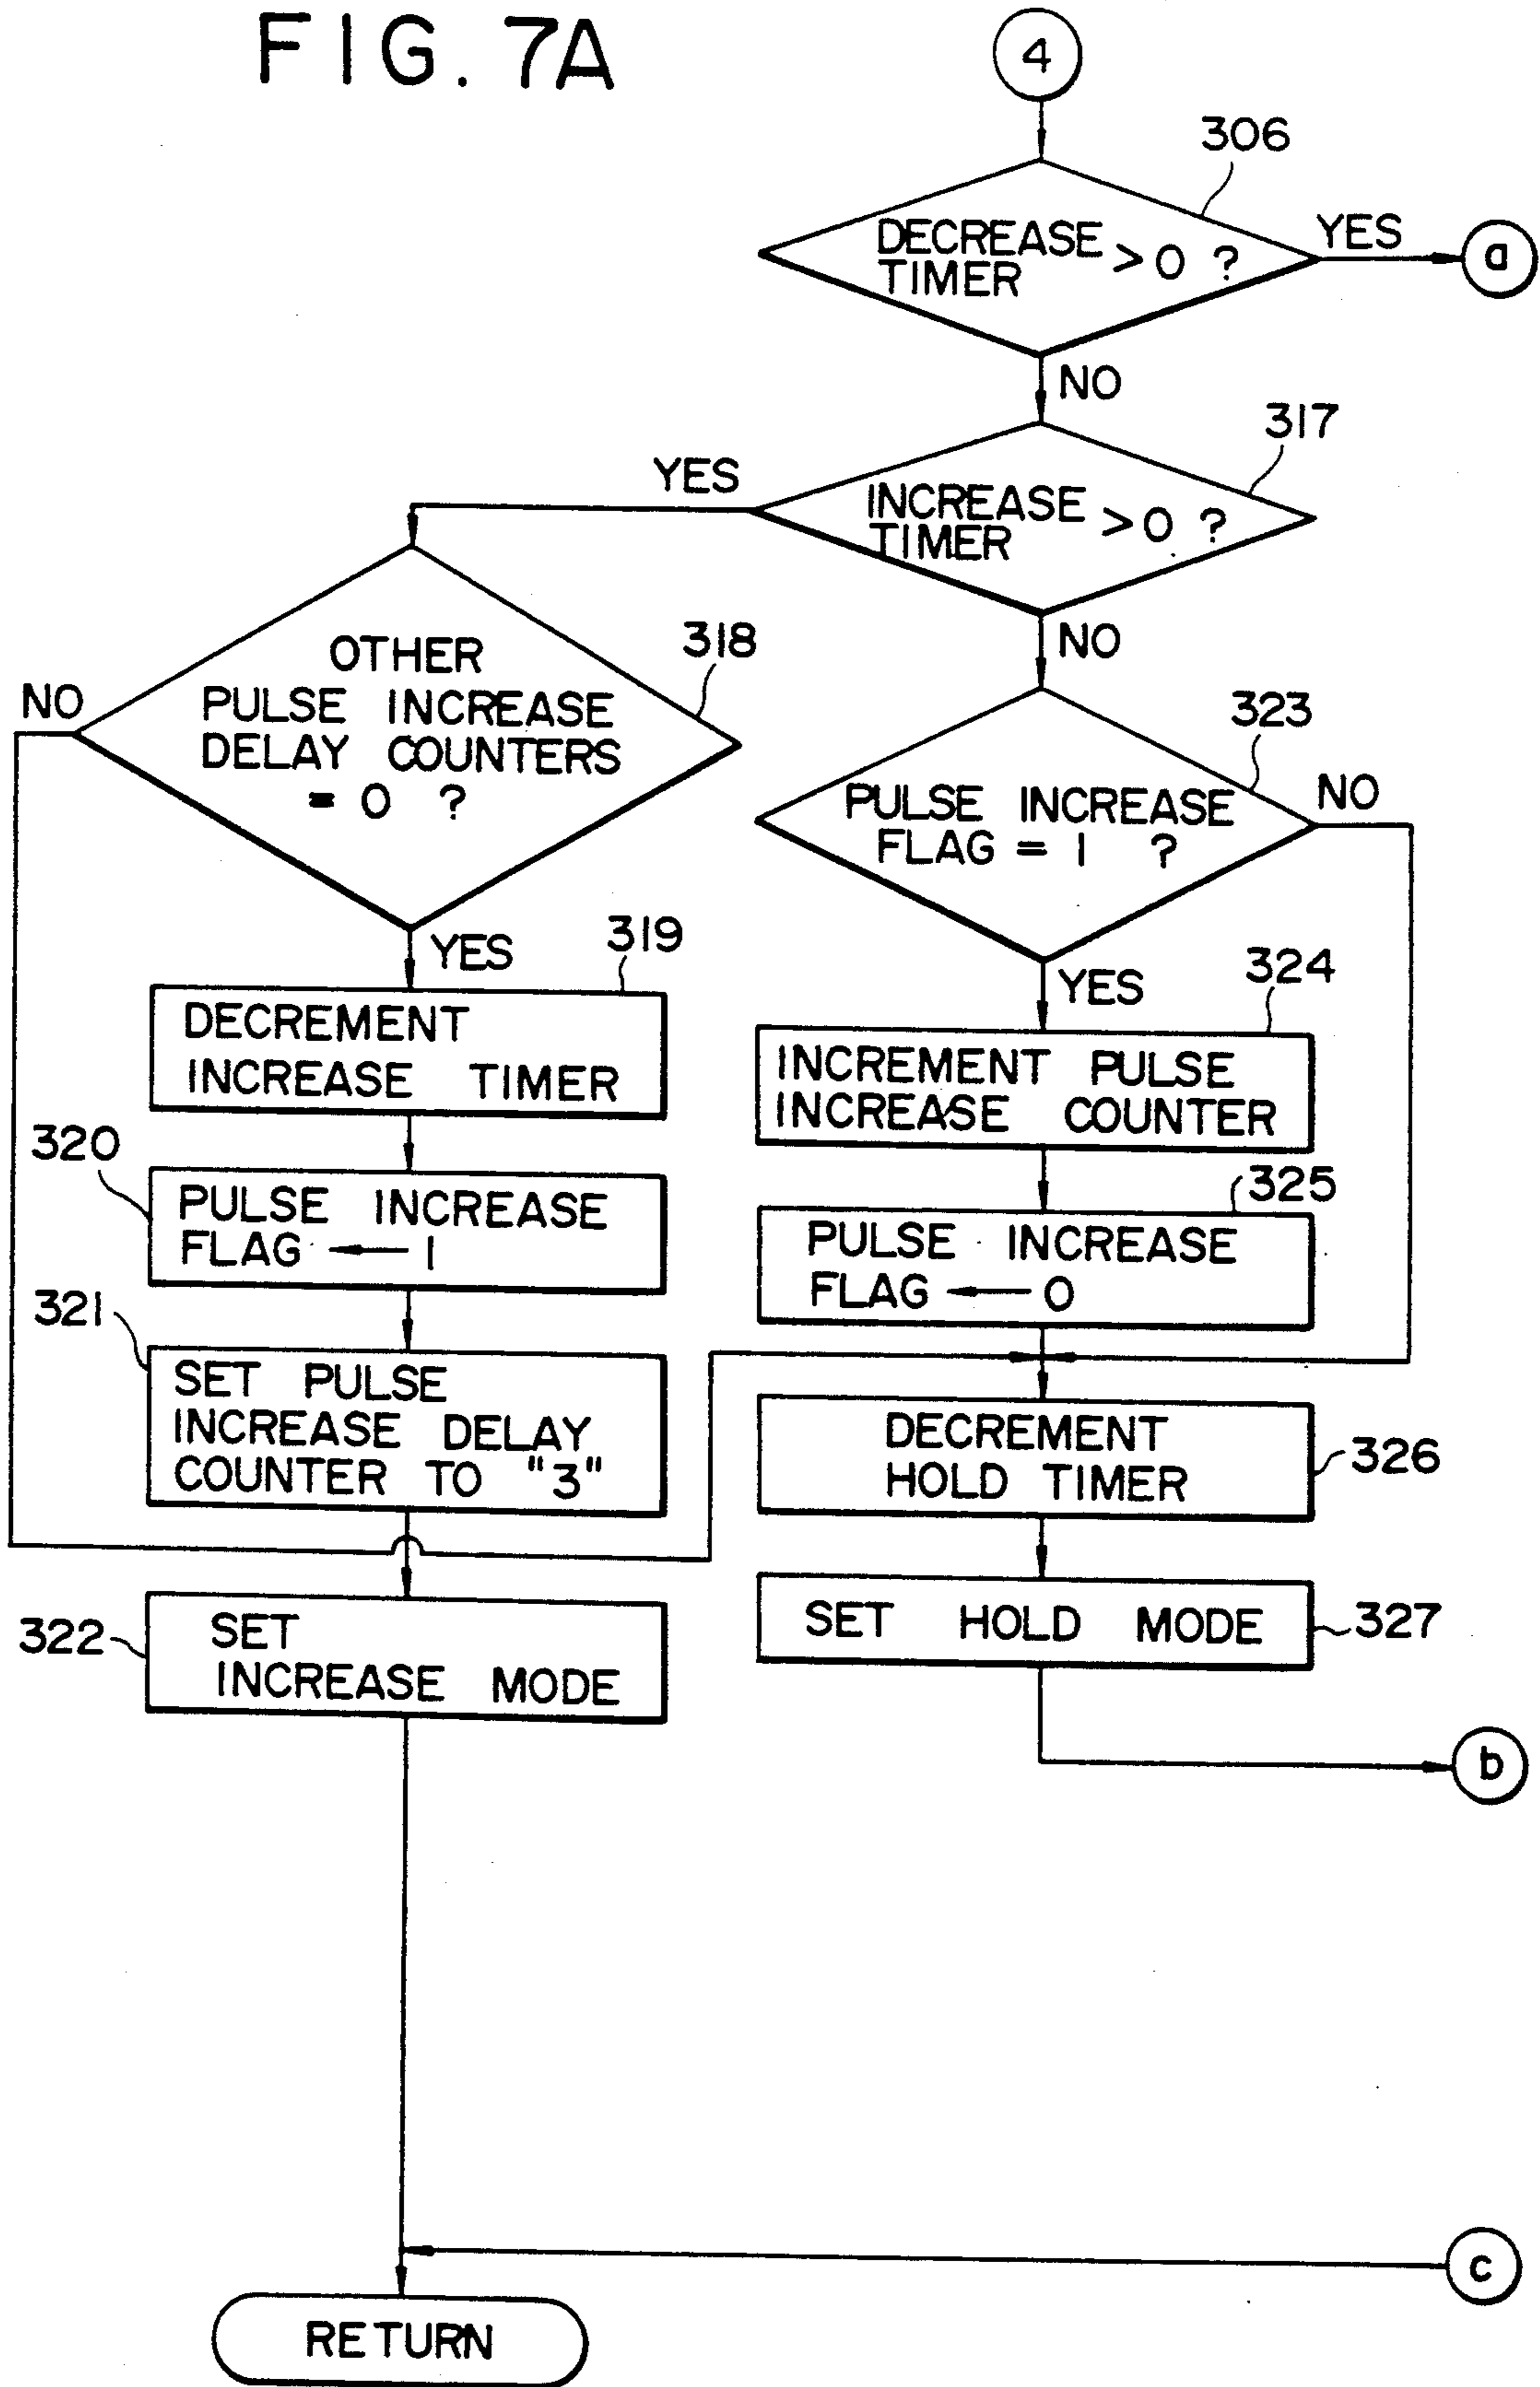 FIG. 7A
4
306
DECREASE
TIMER > 0 ?
YES
a
NO
317
INCREASE
TIMER > 0 ?
YES
NO
318
OTHER
PULSE INCREASE
DELAY COUNTERS
= 0 ?
NO
YES
323
PULSE INCREASE
FLAG = 1 ?
NO
YES
319
DECREMENT
INCREASE TIMER
324
INCREMENT PULSE
INCREASE COUNTER
320
PULSE INCREASE
FLAG ← 1
325
PULSE INCREASE
FLAG ← 0
321
SET PULSE
INCREASE DELAY
COUNTER TO "3"
DECREMENT
HOLD TIMER
326
322
SET
INCREASE MODE
SET HOLD MODE
327
b
c
RETURN